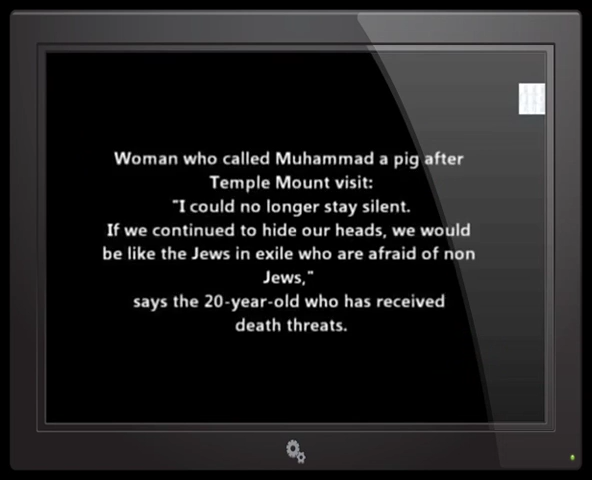 Woman who called Muhammad a pig after
Temple Mount visit:
"I could no longer stay silent.
If we continued to hide our heads, we would
be like the Jews in exile who are afraid of non
Jews,"
says the 20-year-old who has received
death threats.